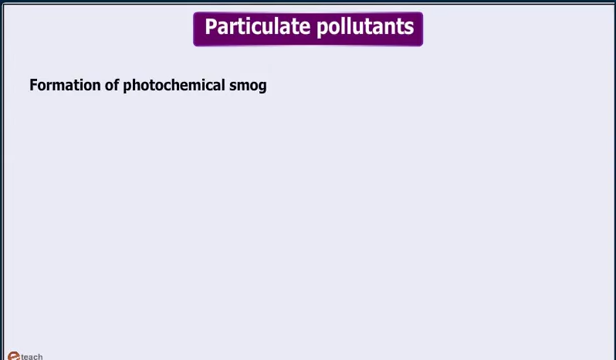 Particulate pollutants
Formation of photochemical smog
e teach